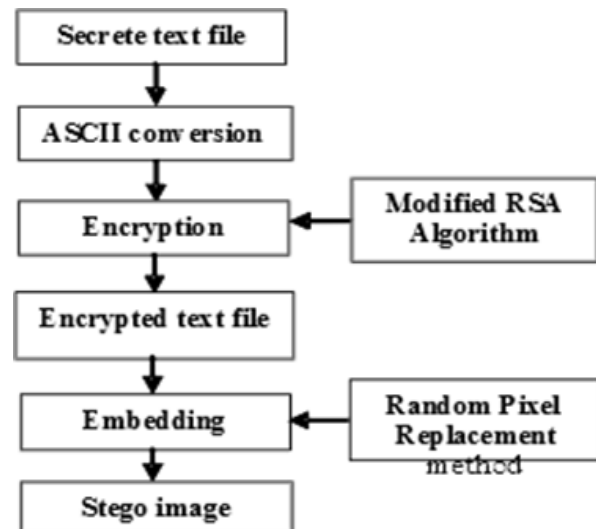 Secrete text file
ASCII conversion
Encryption
Modified RSA
Algorithm
Encrypted text file
Embedding
Random Pixel
Replacement
method
Stego image